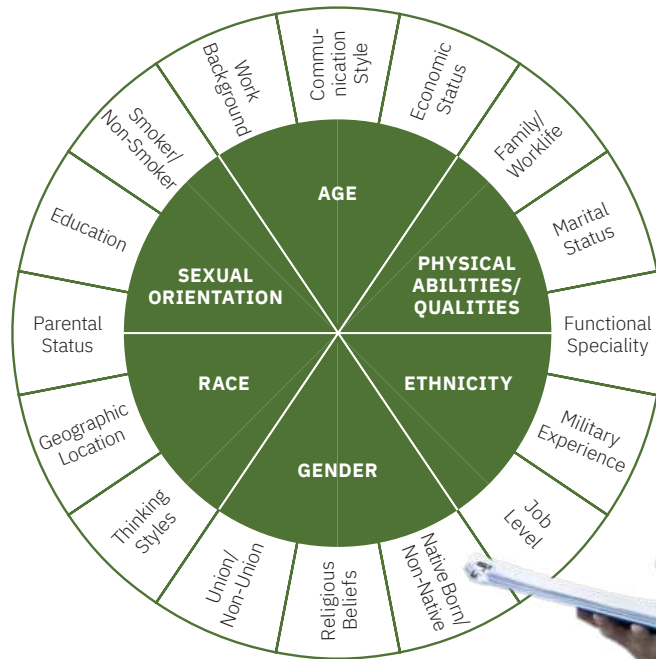 Commu-
nication
Style
Economic
Status
Family/
Worklife
Marital
Status
Functional
Speciality
Military
Experience
Job
Level
Native Born/
Non-Native
Religious
Beliefs
Union/
Non-Union
Thinking
Styles
Geographic
Location
Parental
Status
Education
Smoker/
Non-Smoker
Work
Background
AGE
PHYSICAL
ABILITIES/
QUALITIES
ETHNICITY
GENDER
RACE
SEXUAL
ORIENTATION